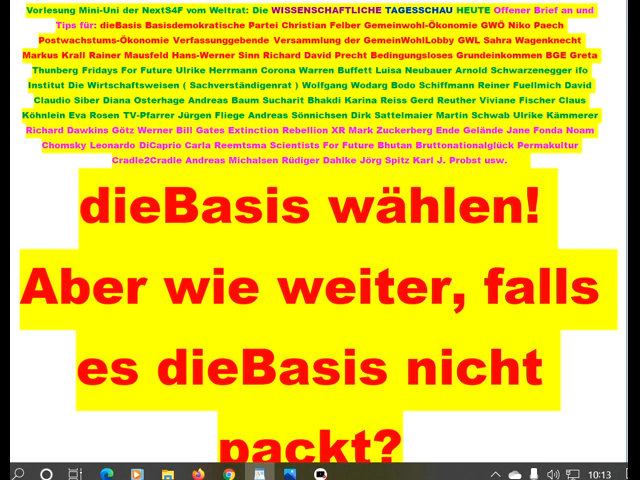 Vorlesung Mini-Uni der NextS4F vom Weltrat: Die WISSENSCHAFTLICHE TAGESSCHAU HEUTE Offener Brief an und
Tips für: dieBasis Basisdemokratische Partei Christian Felber Gemeinwohl-Ökonomie GWÖ Niko Paech
Postwachstums-Ökonomie Verfassunggebende Versammlung der GemeinWohlLobby GWL Sahra Wagenknecht
Markus Krall Rainer Mausfeld Hans-Werner Sinn Richard David Precht Bedingungsloses Grundeinkommen BGE Greta
Thunberg Fridays For Future Ulrike Herrmann Corona Warren Buffett Luisa Neubauer Arnold Schwarzenegger ifo
Institut Die Wirtschaftsweisen ( Sachverständigenrat ) Wolfgang Wodarg Bodo Schiffmann Reiner Fuellmich David
Claudio Siber Diana Osterhage Andreas Baum Sucharit Bhakdi Karina Reiss Gerd Reuther Viviane Fischer Claus
Köhnlein Eva Rosen TV-Pfarrer Jürgen Fliege Andreas Sönnichsen Dirk Sattelmaier Martin Schwab Ulrike Kämmerer
Richard Dawkins Götz Werner Bill Gates Extinction Rebellion XR Mark Zuckerberg Ende Gelände Jane Fonda Noam
Chomsky Leonardo DiCaprio Carla Reemtsma Scientists For Future Bhutan Bruttonationalglück Permakultur
Cradle2Cradle Andreas Michalsen Rüdiger Dahlke Jörg Spitz Karl J. Probst usw.
dieBasis wählen!
Aber wie weiter, falls
es dieBasis nicht
packt?
10:13